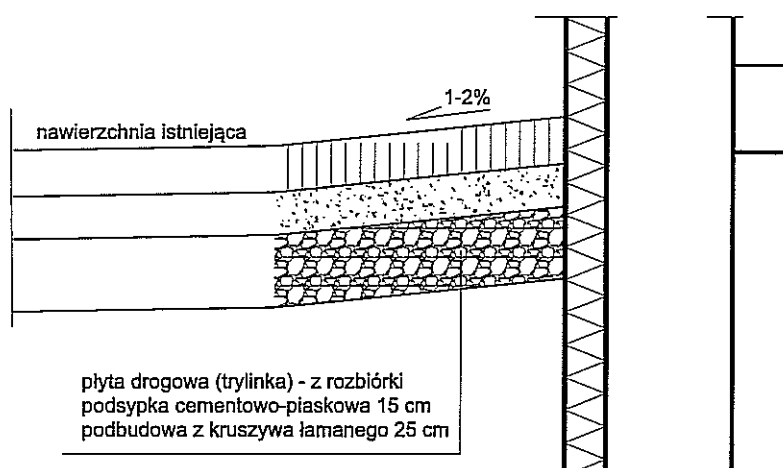 1-2%
nawierzchnia istniejąca
płyta drogowa (trylinka) - z rozbiórki
podsypka cementowo-piaskowa 15 cm
podbudowa z kruszywa łamanego 25 cm